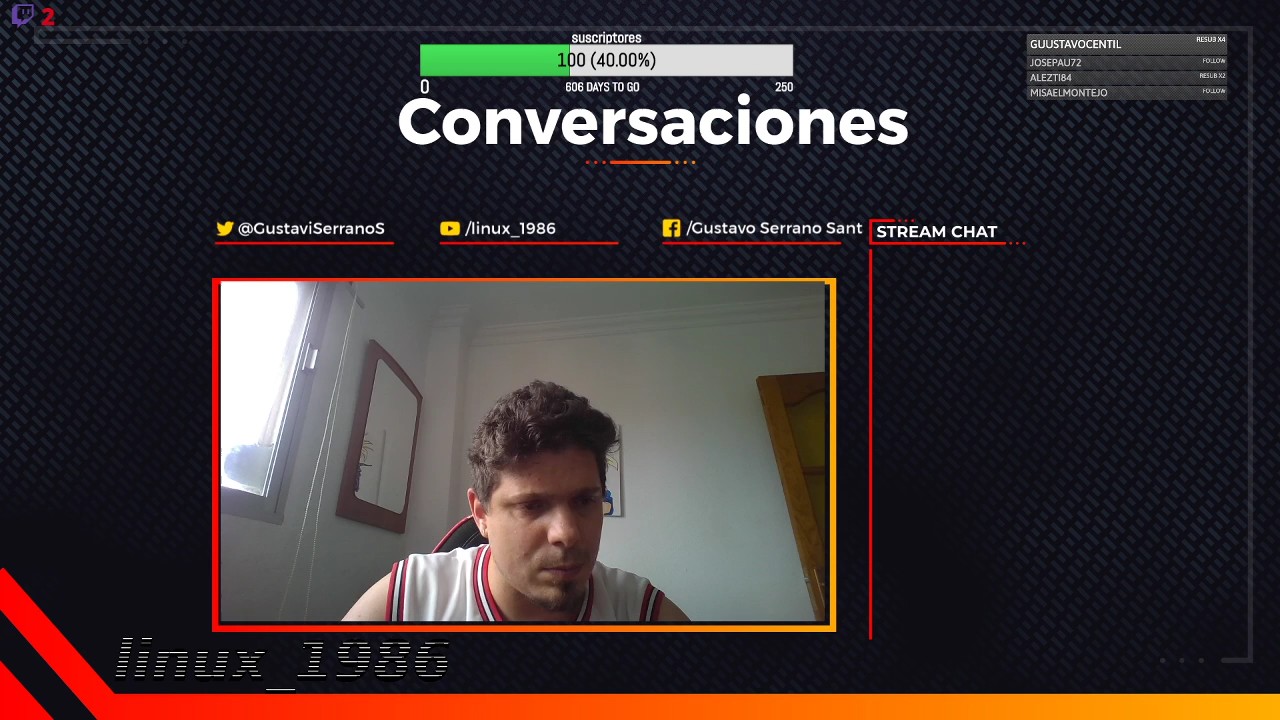 2
suscriptores
100 (40.00%)
0 606 DAYS TO GO 250
GUUSTAVOCENTIL RESUB X4
JOSEPAU72 FOLLOW
ALEZTI84 RESUB X2
MISAELMONTEJO FOLLOW
Conversaciones
@GustaviSerranoS
/linux_1986
/Gustavo Serrano Sant
STREAM CHAT
linux_1986